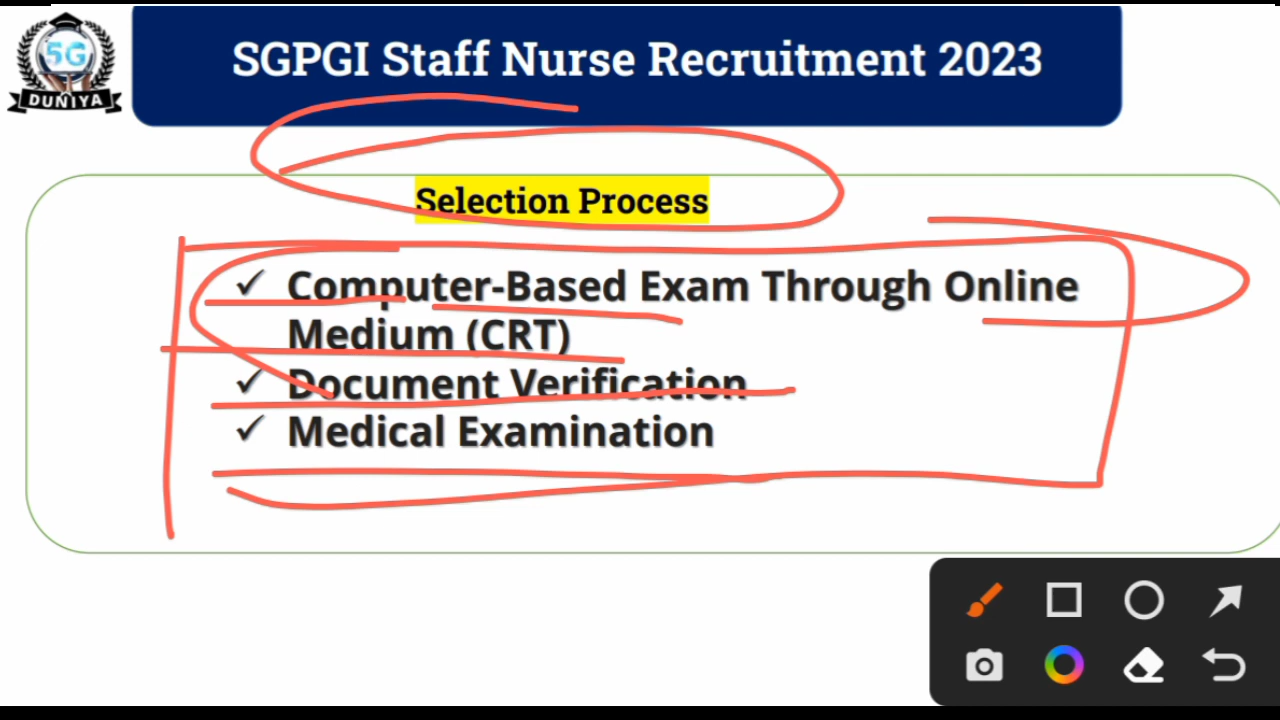 SGPGI Staff Nurse Recruitment 2023
5G
DUNIYA
Selection Process
✓ Computer-Based Exam Through Online
Medium (CRT)
✓ Document Verification
✓ Medical Examination